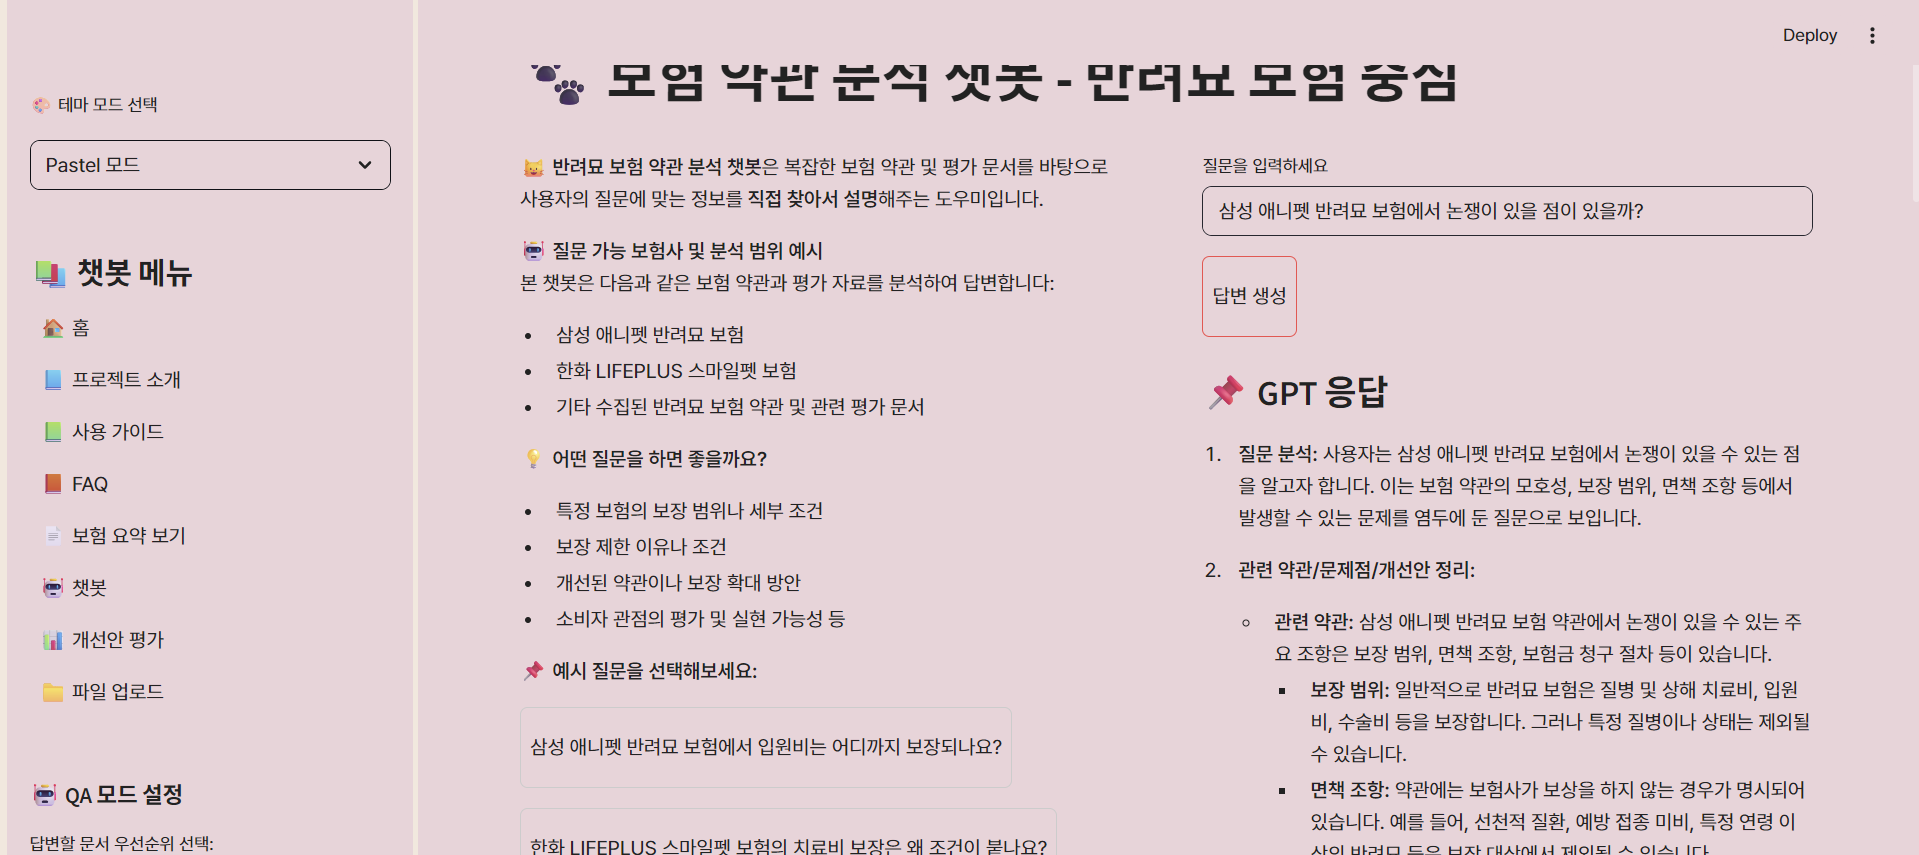 Deploy
🎨 테마 모드 선택
Pastel 모드
📚 챗봇 메뉴
🏠 홈
📘 프로젝트 소개
📗 사용 가이드
📕 FAQ
📄 보험 요약 보기
🤖 챗봇
📊 개선안 평가
📁 파일 업로드
🤖 QA 모드 설정
답변할 문서 우선순위 선택:
🐾 보험 약관 분석 챗봇 - 반려묘 보험 중심
🐱 반려묘 보험 약관 분석 챗봇은 복잡한 보험 약관 및 평가 문서를 바탕으로
사용자의 질문에 맞는 정보를 직접 찾아서 설명해주는 도우미입니다.
🤖 질문 가능 보험사 및 분석 범위 예시
본 챗봇은 다음과 같은 보험 약관과 평가 자료를 분석하여 답변합니다:
• 삼성 애니펫 반려묘 보험
• 한화 LIFEPLUS 스마일펫 보험
• 기타 수집된 반려묘 보험 약관 및 관련 평가 문서
💡 어떤 질문을 하면 좋을까요?
• 특정 보험의 보장 범위나 세부 조건
• 보장 제한 이유나 조건
• 개선된 약관이나 보장 확대 방안
• 소비자 관점의 평가 및 실현 가능성 등
📌 예시 질문을 선택해보세요:
삼성 애니펫 반려묘 보험에서 입원비는 어디까지 보장되나요?
한화 LIFEPLUS 스마일펫 보험의 치료비 보장은 왜 조건이 붙나요?
질문을 입력하세요
삼성 애니펫 반려묘 보험에서 논쟁이 있을 점이 있을까?
답변 생성
📌 GPT 응답
1. 질문 분석: 사용자는 삼성 애니펫 반려묘 보험에서 논쟁이 있을 수 있는 점
을 알고자 합니다. 이는 보험 약관의 모호성, 보장 범위, 면책 조항 등에서
발생할 수 있는 문제를 염두에 둔 질문으로 보입니다.
2. 관련 약관/문제점/개선안 정리:
◦ 관련 약관: 삼성 애니펫 반려묘 보험 약관에서 논쟁이 있을 수 있는 주
요 조항은 보장 범위, 면책 조항, 보험금 청구 절차 등이 있습니다.
▪ 보장 범위: 일반적으로 반려묘 보험은 질병 및 상해 치료비, 입원
비, 수술비 등을 보장합니다. 그러나 특정 질병이나 상태는 제외될
수 있습니다.
▪ 면책 조항: 약관에는 보험사가 보상을 하지 않는 경우가 명시되어
있습니다. 예를 들어, 선천적 질환, 예방 접종 미비, 특정 연령 이
상의 반려묘 등은 보장 대상에서 제외될 수 있습니다.